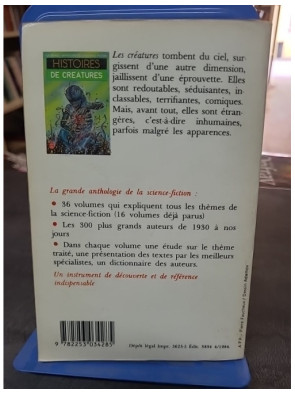 HISTOIRES
DE CREATURES
Les créatures tombent du ciel, sur-
gissent d'une autre dimension,
jaillissent d'une éprouvette. Elles
sont redoutables, séduisantes, in-
classables, terrifiantes, comiques.
Mais, avant tout, elles sont étran-
gères, c'est-à-dire inhumaines,
parfois malgré les apparences.
La grande anthologie de la science-fiction :
• 36 volumes qui expliquent tous les thèmes de
la science-fiction (16 volumes déjà parus)
• Les 300 plus grands auteurs de 1930 à nos
jours
• Dans chaque volume une étude sur le thème
traité, une présentation des textes par les meilleurs
spécialistes, un dictionnaire des auteurs.
Un instrument de découverte et de référence
indispensable
9 782253 034285
Dépôt légal Impr.